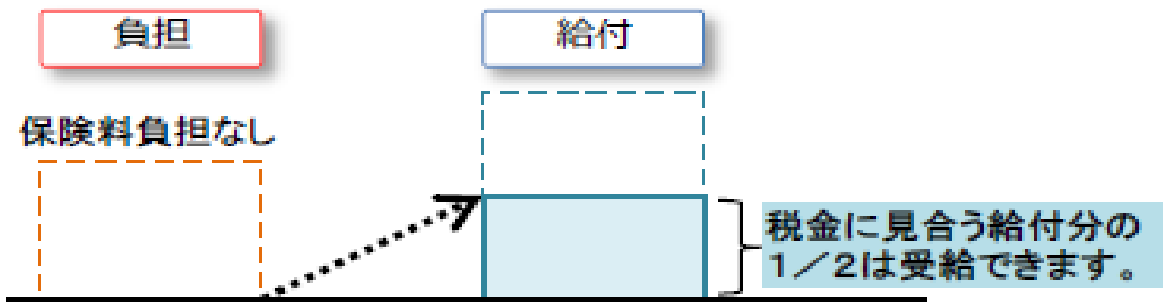 負担
給付
保険料負担なし
税金に見合う給付分の
1／2は受給できます。